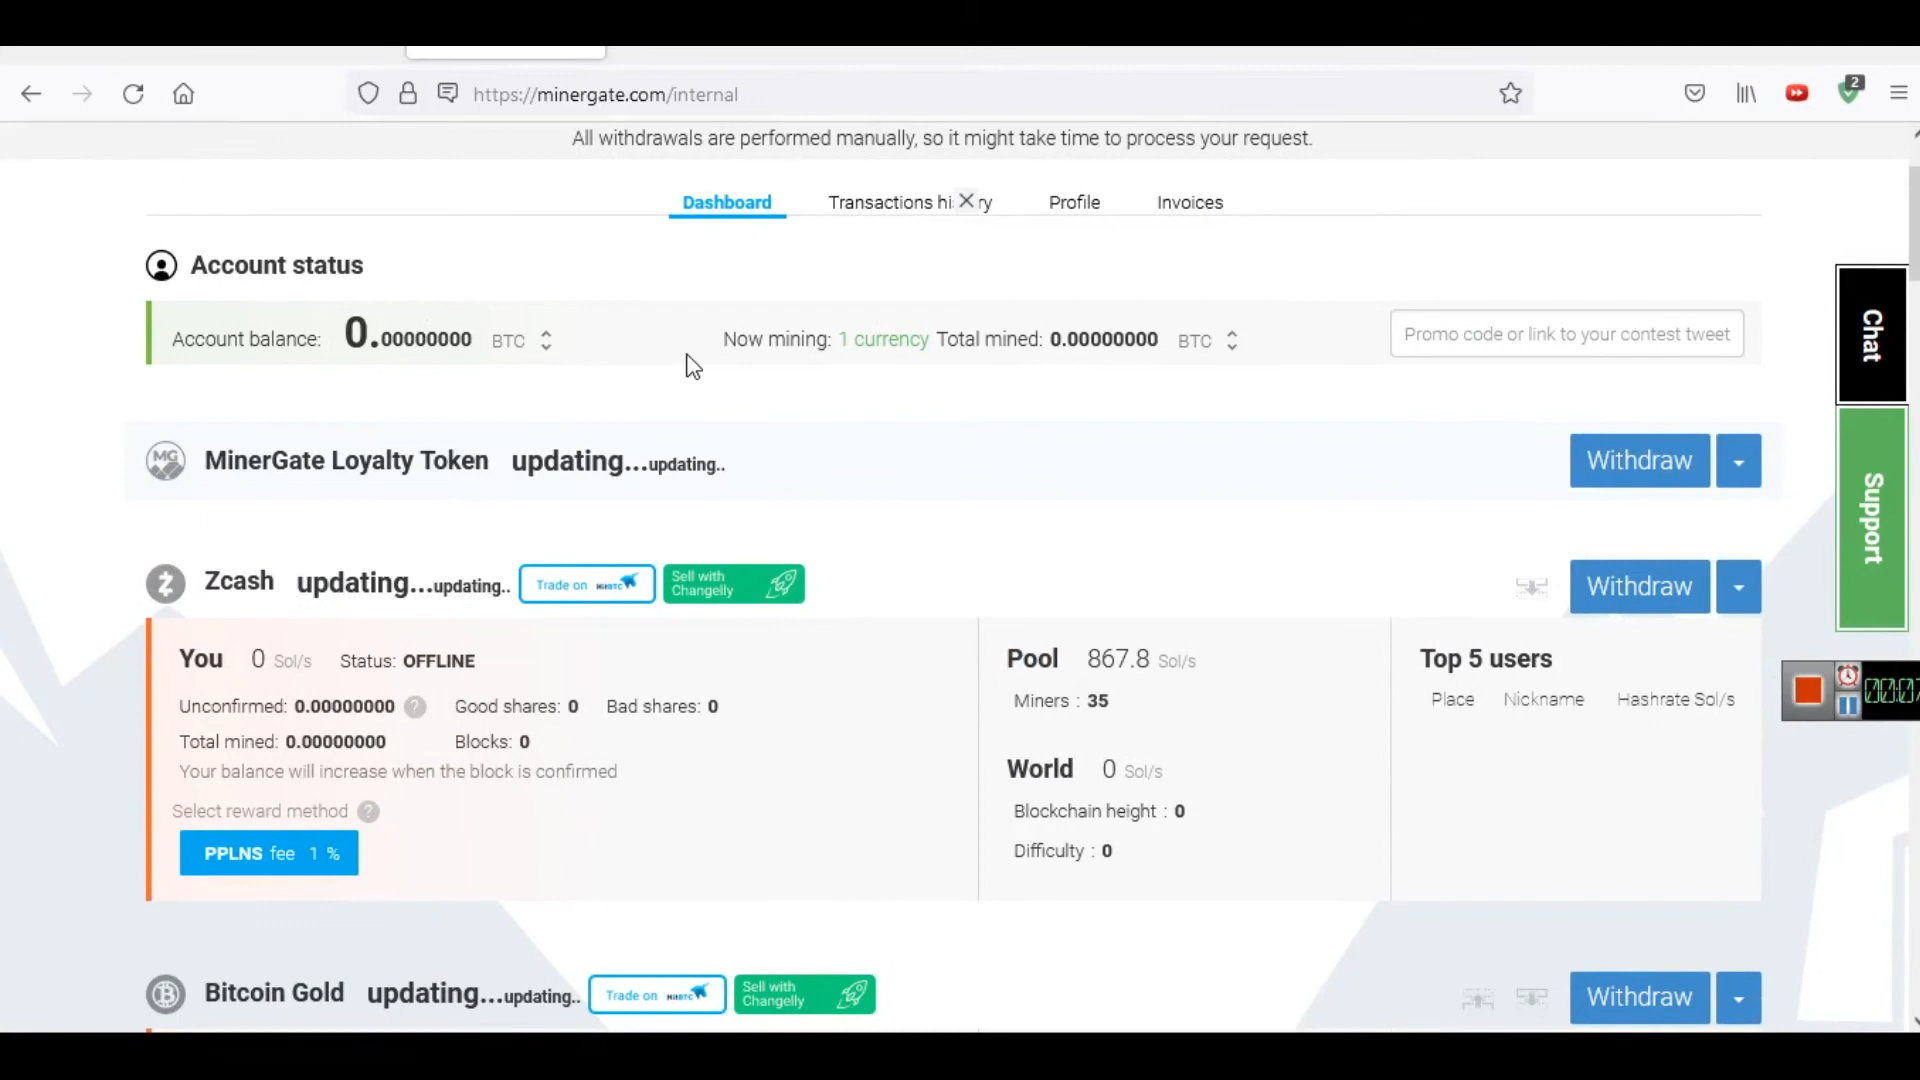 https://minergate.com/internal
2
All withdrawals are performed manually, so it might take time to process your request.
Dashboard Transactions hi ry Profile Invoices
Account status
Account balance: 0.00000000 BTC Now mining: 1 currency Total mined: 0.00000000 BTC Promo code or link to your contest tweet
Chat
MG MinerGate Loyalty Token updating...updating.. Withdraw
Support
Zcash updating...updating.. Trade on HitBTC Sell with Changelly Withdraw
You 0 Sol/s Status: OFFLINE Pool 867.8 Sol/s Top 5 users
Unconfirmed: 0.00000000 ? Good shares: 0 Bad shares: 0 Miners : 35 Place Nickname Hashrate Sol/s
00:0
Total mined: 0.00000000 Blocks: 0
Your balance will increase when the block is confirmed World 0 Sol/s
Select reward method ? Blockchain height : 0
PPLNS fee 1 % Difficulty : 0
Bitcoin Gold updating...updating.. Trade on HitBTC Sell with Changelly Withdraw